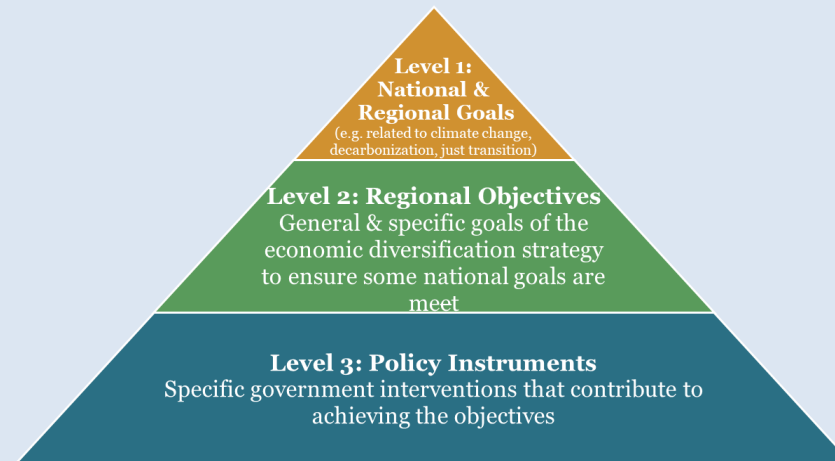 Level 1:
National &
Regional Goals
(e.g. related to climate change,
decarbonization, just transition)
Level 2: Regional Objectives
General & specific goals of the
economic diversification strategy
to ensure some national goals are
meet
Level 3: Policy Instruments
Specific government interventions that contribute to
achieving the objectives